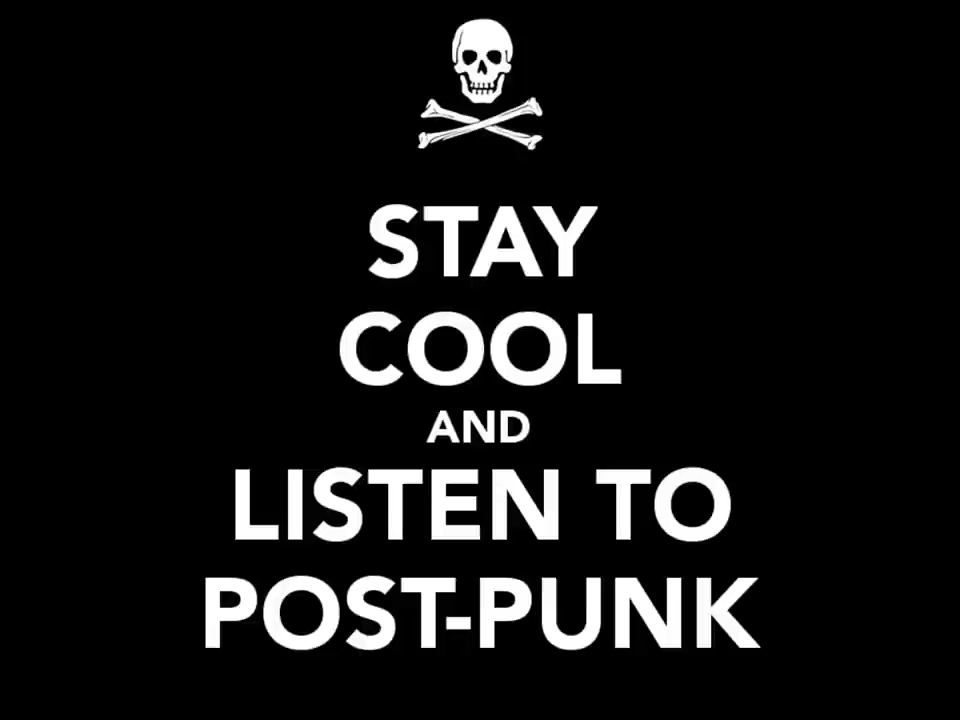 STAY
COOL
AND
LISTEN TO
POST-PUNK